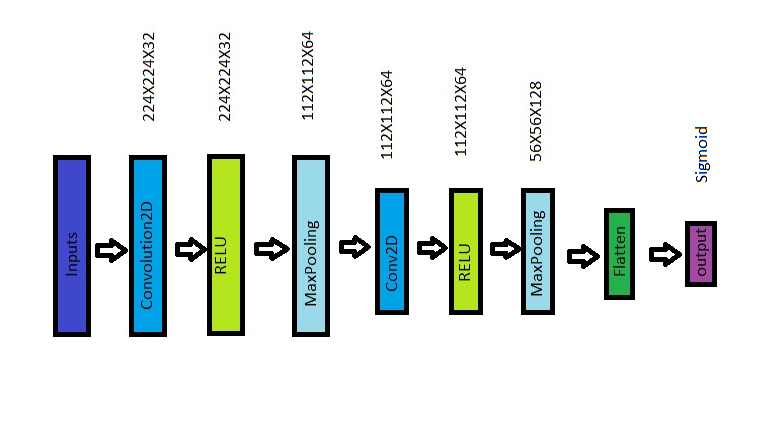 224X224X32
224X224X32
112X112X64
112X112X64
112X112X64
56X56X128
Sigmoid
Inputs
Convolution2D
RELU
MaxPooling
Conv2D
RELU
MaxPooling
Flatten
output